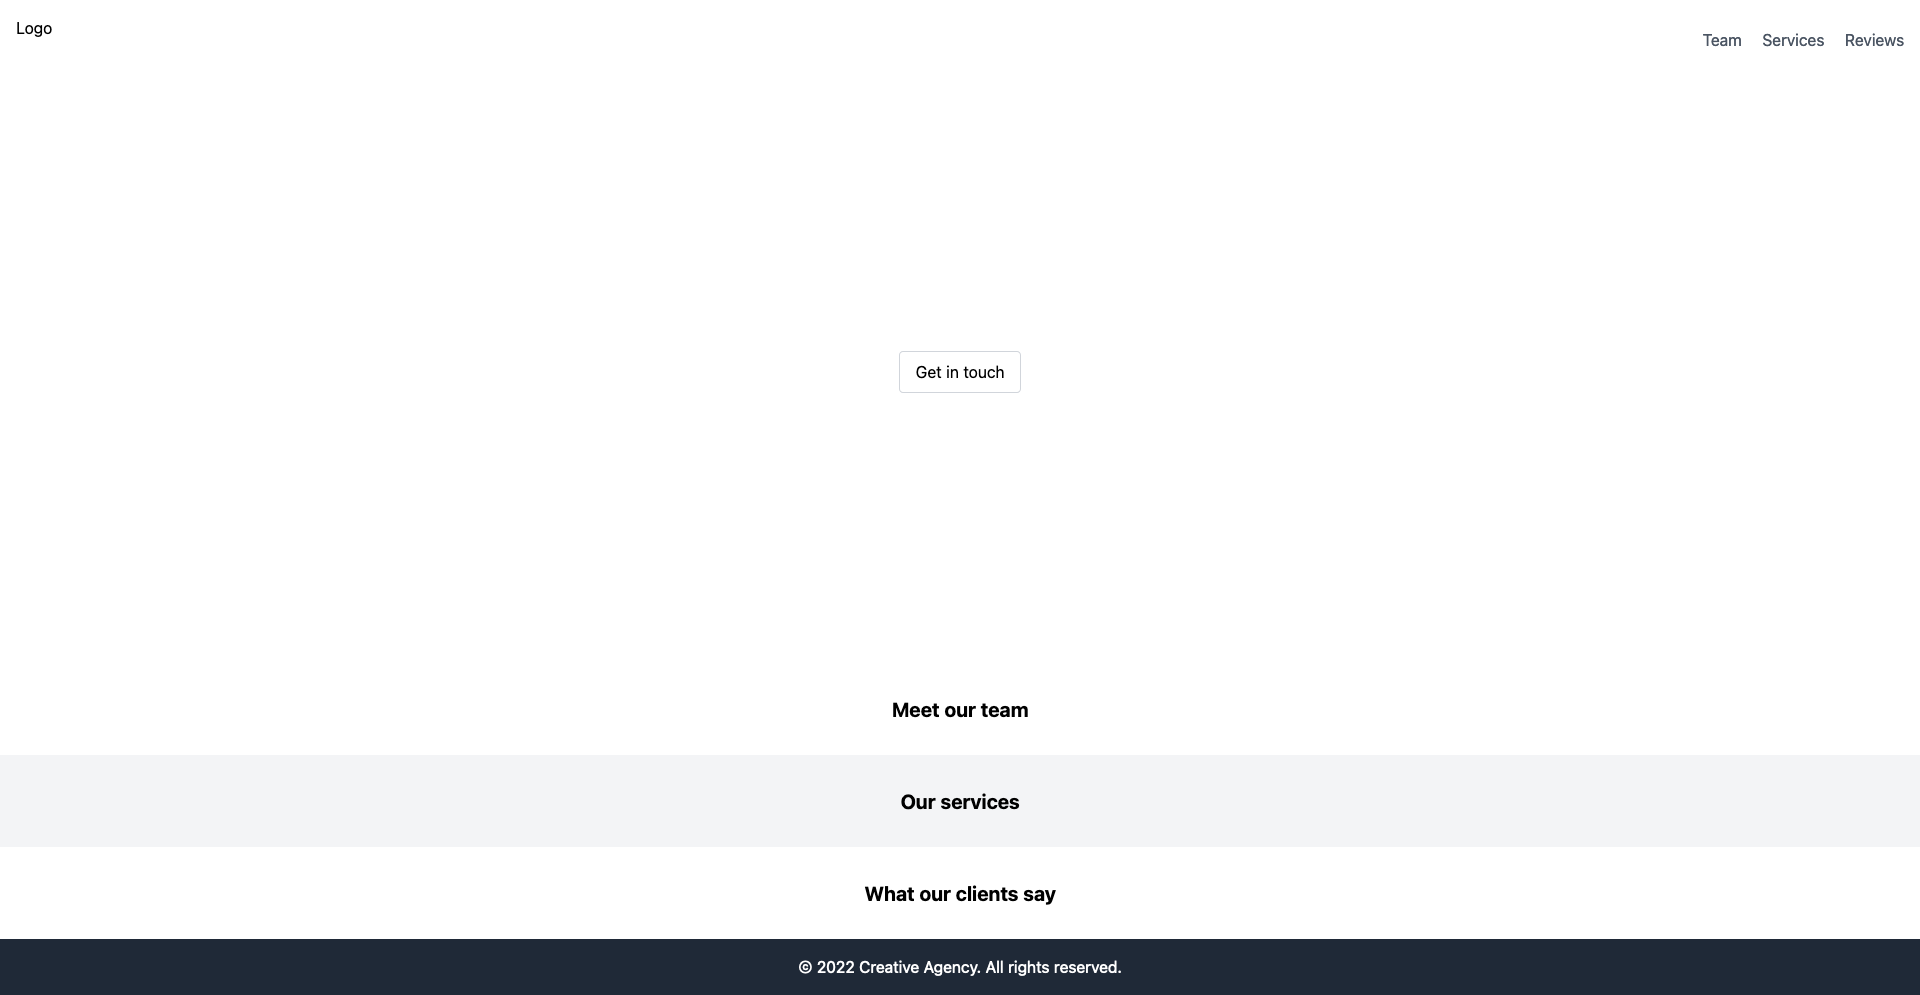 Logo
Team Services Reviews
Get in touch
Meet our team
Our services
What our clients say
© 2022 Creative Agency. All rights reserved.